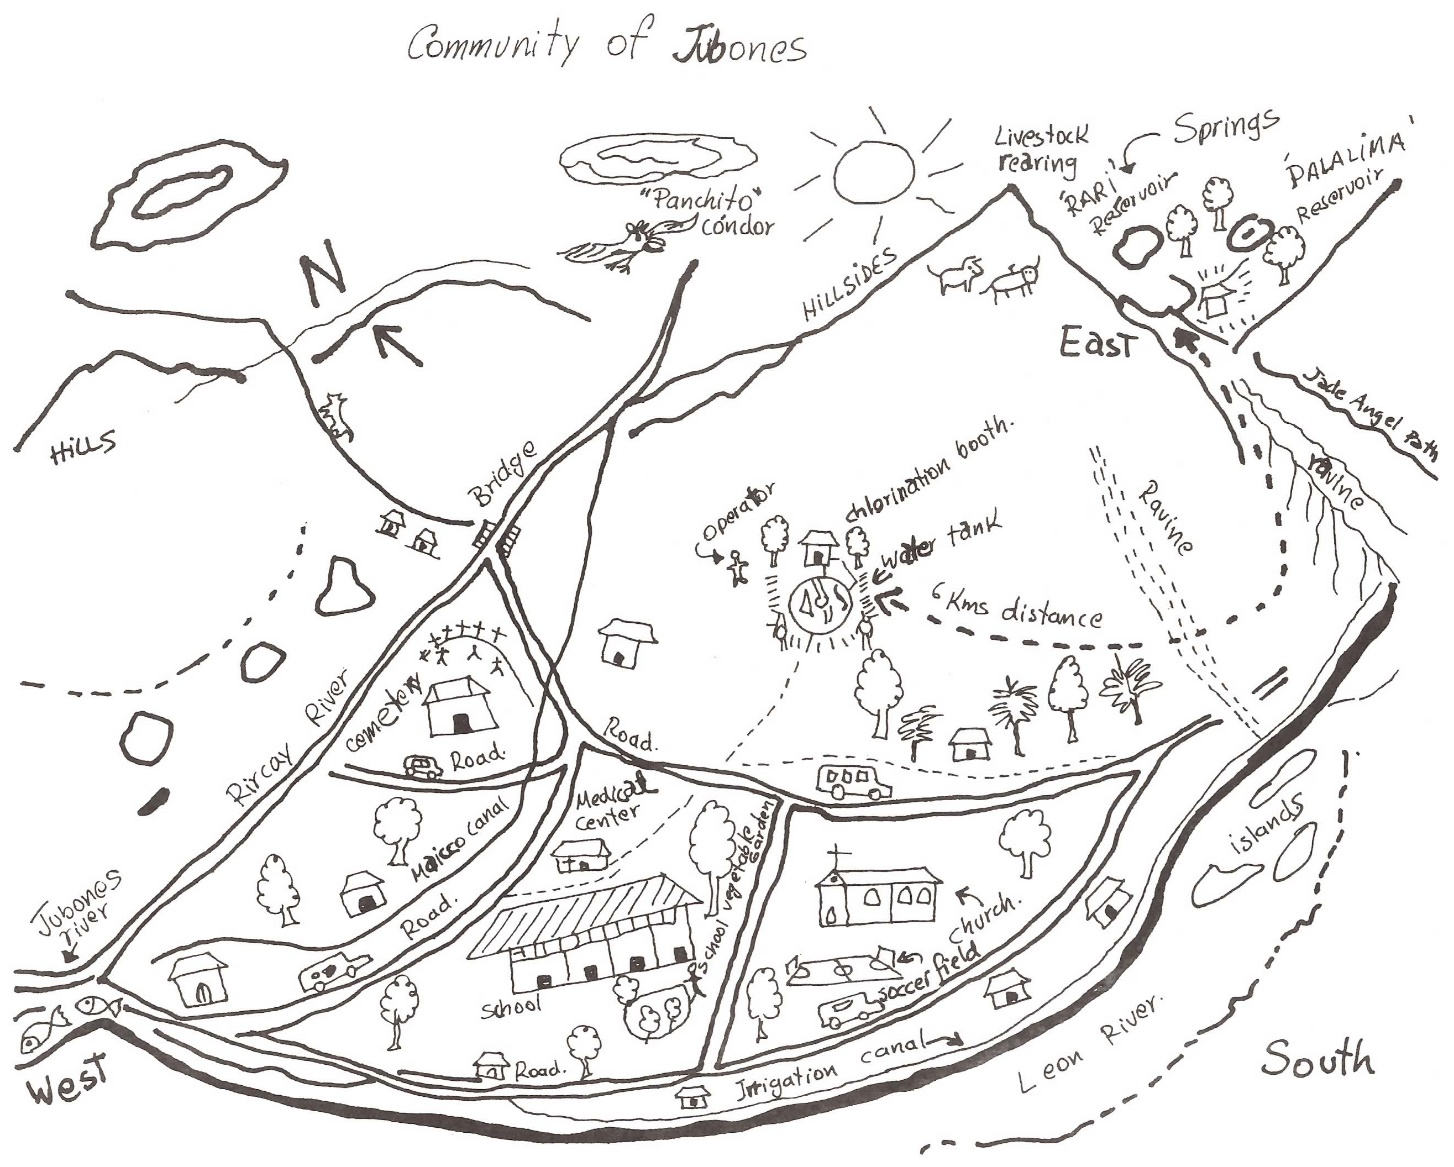 Community of Jubones
Livestock
rearing
Springs
'RARI'
Reservoir
'PALALIMA'
Reservoir
"Panchito"
cóndor
N
HILLSIDES
East
Jade Angel Path
HILLS
Bridge
ravine
Ravine
operator
chlorination booth.
water tank
6 Kms distance
River
Rircay
cemetery
Road.
Road.
Maicco canal
Medical
center
School vegetable
Garden
islands
Jubones
river
Road.
church.
soccer field
school
Road.
Irrigation canal
Leon River.
West
South